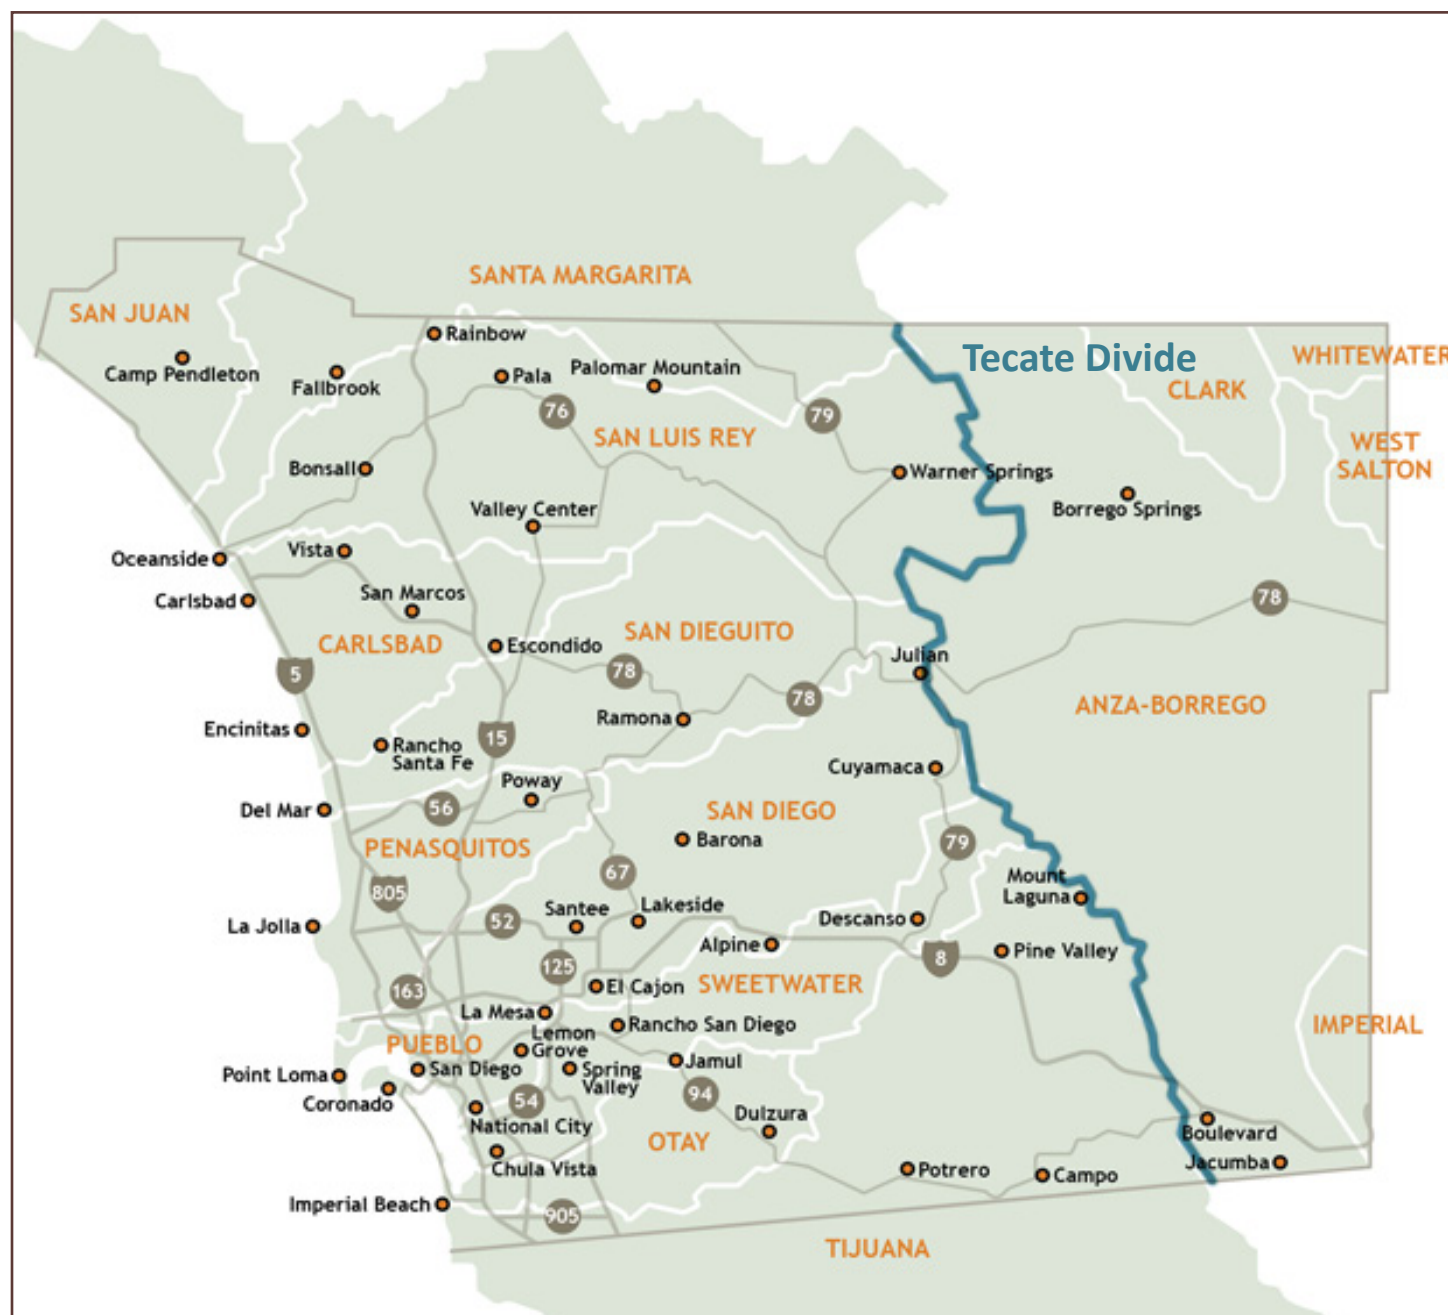 SANTA MARGARITA
SAN JUAN
Rainbow
Tecate Divide
WHITEWATER
Camp Pendleton
Fallbrook
Pala
Palomar Mountain
CLARK
76
79
SAN LUIS REY
WEST
SALTON
Bonsall
Warner Springs
Valley Center
Borrego Springs
Oceanside
Vista
Carlsbad
San Marcos
78
CARLSBAD
Escondido
SAN DIEGUITO
Julian
5
78
78
ANZA-BORREGO
Encinitas
Ramona
15
Rancho
Santa Fe
Cuyamaca
Poway
Del Mar
56
SAN DIEGO
PENASQUITOS
Barona
79
67
Mount
Laguna
805
La Jolla
52
Santee
Lakeside
Descanso
Alpine
Pine Valley
8
125
163
El Cajon
SWEETWATER
La Mesa
Rancho San Diego
IMPERIAL
PUEBLO
Lemon
Grove
San Diego
Spring
Valley
Jamul
Point Loma
Coronado
54
94
National City
Dulzura
OTAY
Boulevard
Chula Vista
Potrero
Campo
Jacumba
Imperial Beach
905
TIJUANA